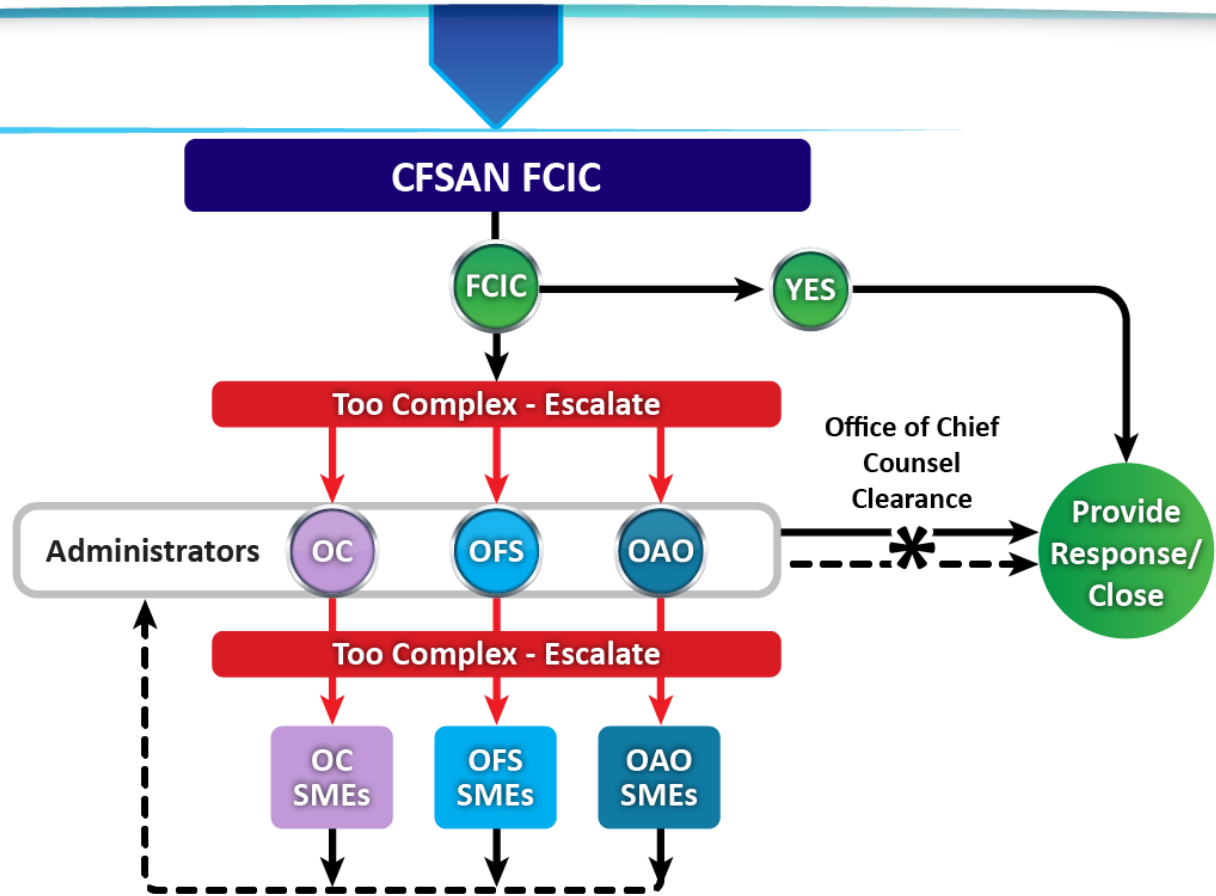 CFSAN FCIC
FCIC
YES
Too Complex - Escalate
Office of Chief
Counsel
Clearance
*
Administrators
OC
OFS
OAO
Provide
Response/
Close
Too Complex - Escalate
OC
SMEs
OFS
SMEs
OAO
SMEs